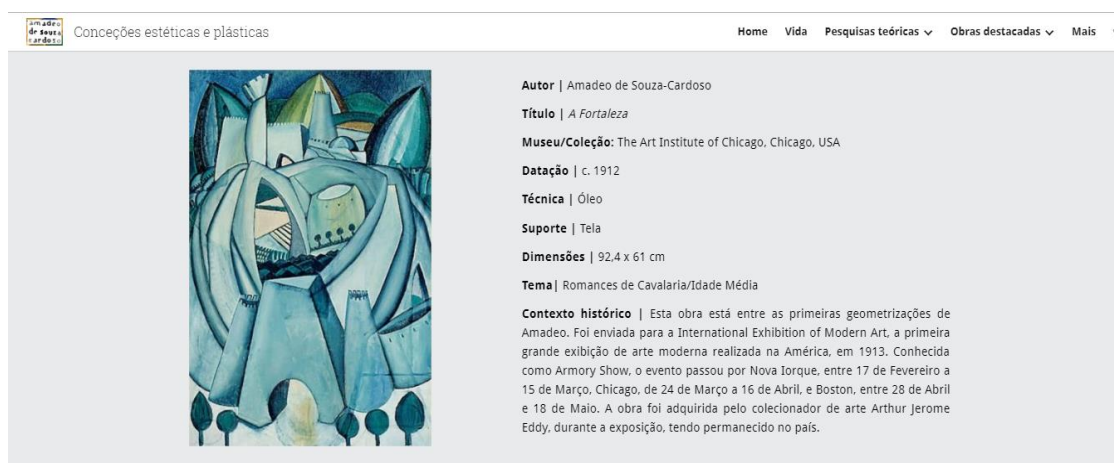 amadeo
de souza
cardoso
Conceções estéticas e plásticas
Home Vida Pesquisas teóricas Obras destacadas Mais
Autor | Amadeo de Souza-Cardoso
Título | A Fortaleza
Museu/Coleção: The Art Institute of Chicago, Chicago, USA
Datação | c. 1912
Técnica | Óleo
Suporte | Tela
Dimensões | 92,4 x 61 cm
Tema| Romances de Cavalaria/Idade Média
Contexto histórico | Esta obra está entre as primeiras geometrizações de
Amadeo. Foi enviada para a International Exhibition of Modern Art, a primeira
grande exibição de arte moderna realizada na América, em 1913. Conhecida
como Armory Show, o evento passou por Nova Iorque, entre 17 de Fevereiro a
15 de Março, Chicago, de 24 de Março a 16 de Abril, e Boston, entre 28 de Abril
e 18 de Maio. A obra foi adquirida pelo colecionador de arte Arthur Jerome
Eddy, durante a exposição, tendo permanecido no país.